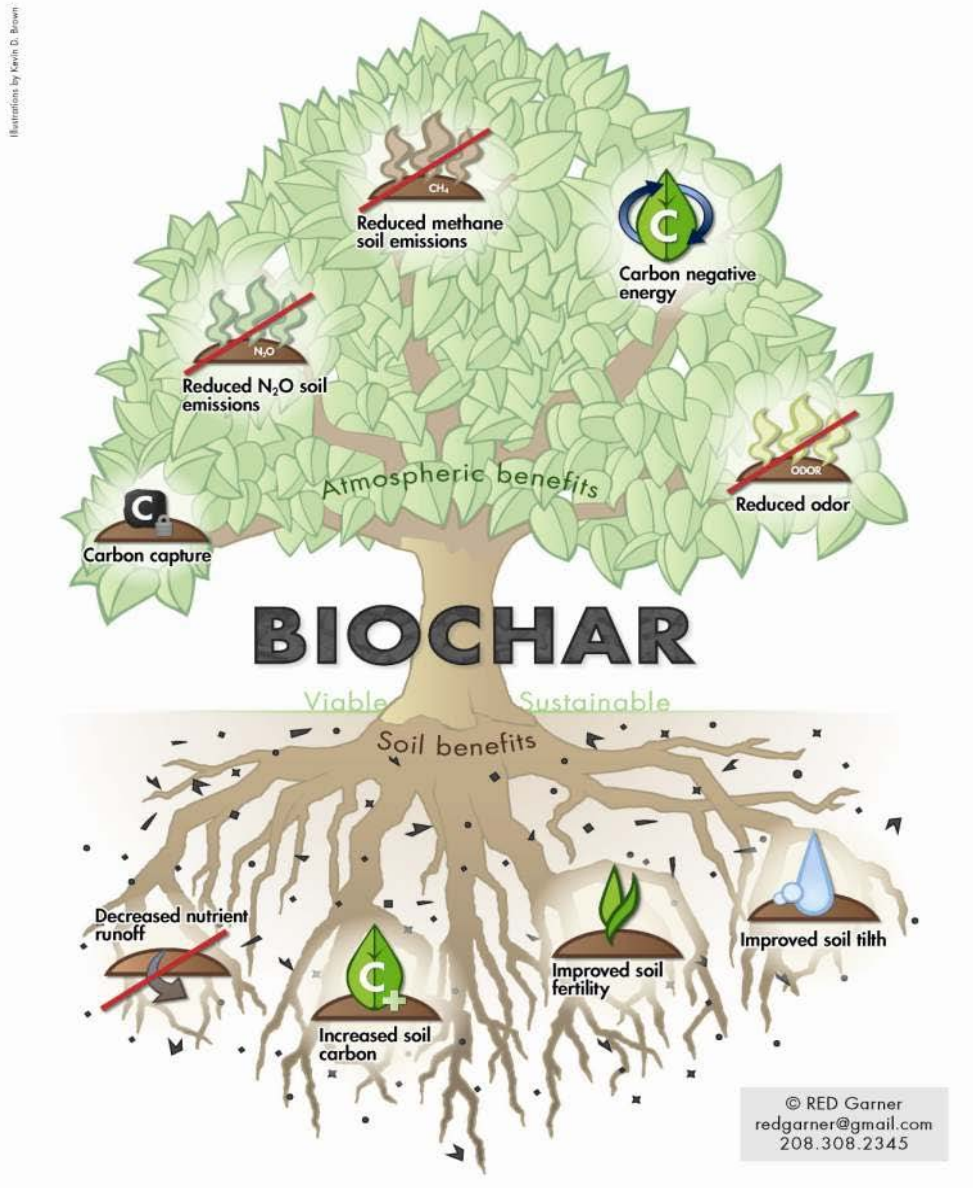 Illustrations by Kevin D. Brown
CH₄
Reduced methane
soil emissions
C
Carbon negative
energy
N₂O
Reduced N₂O soil
emissions
ODOR
Reduced odor
Atmospheric benefits
C
Carbon capture
BIOCHAR
Viable Sustainable
Soil benefits
Decreased nutrient
runoff
C+
Increased soil
carbon
Improved soil
fertility
Improved soil tilth
© RED Garner
redgarner@gmail.com
208.308.2345